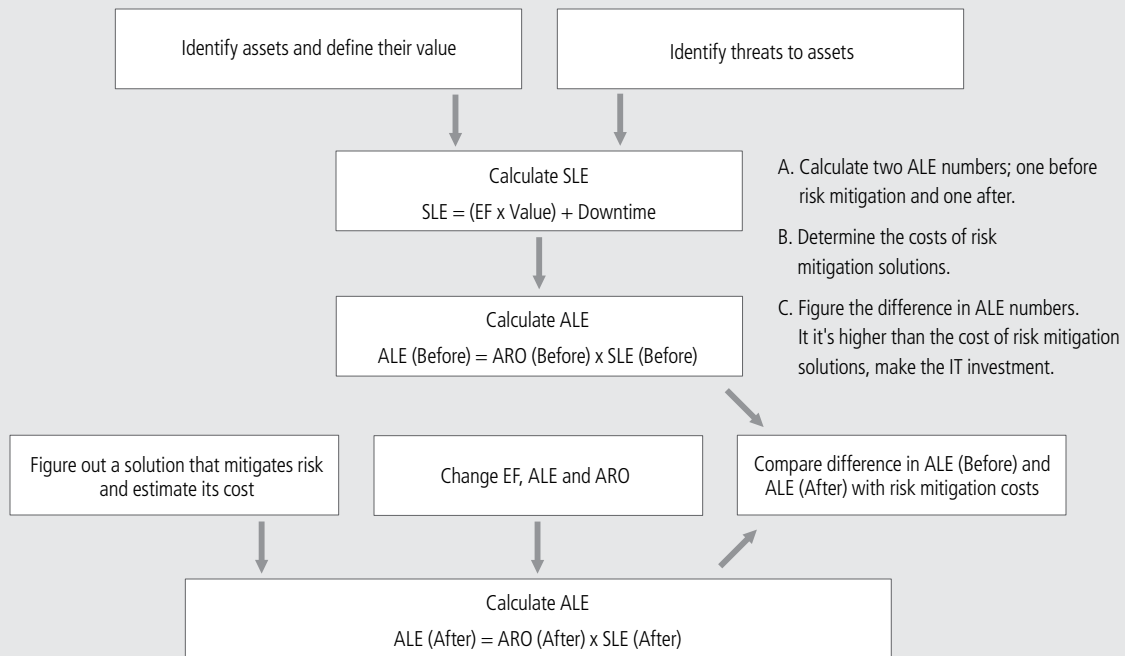 Identify assets and define their value
Identify threats to assets
Calculate SLE
SLE = (EF x Value) + Downtime
A. Calculate two ALE numbers; one before
risk mitigation and one after.
B. Determine the costs of risk
mitigation solutions.
C. Figure the difference in ALE numbers.
It it's higher than the cost of risk mitigation
solutions, make the IT investment.
Calculate ALE
ALE (Before) = ARO (Before) x SLE (Before)
Figure out a solution that mitigates risk
and estimate its cost
Change EF, ALE and ARO
Compare difference in ALE (Before) and
ALE (After) with risk mitigation costs
Calculate ALE
ALE (After) = ARO (After) x SLE (After)